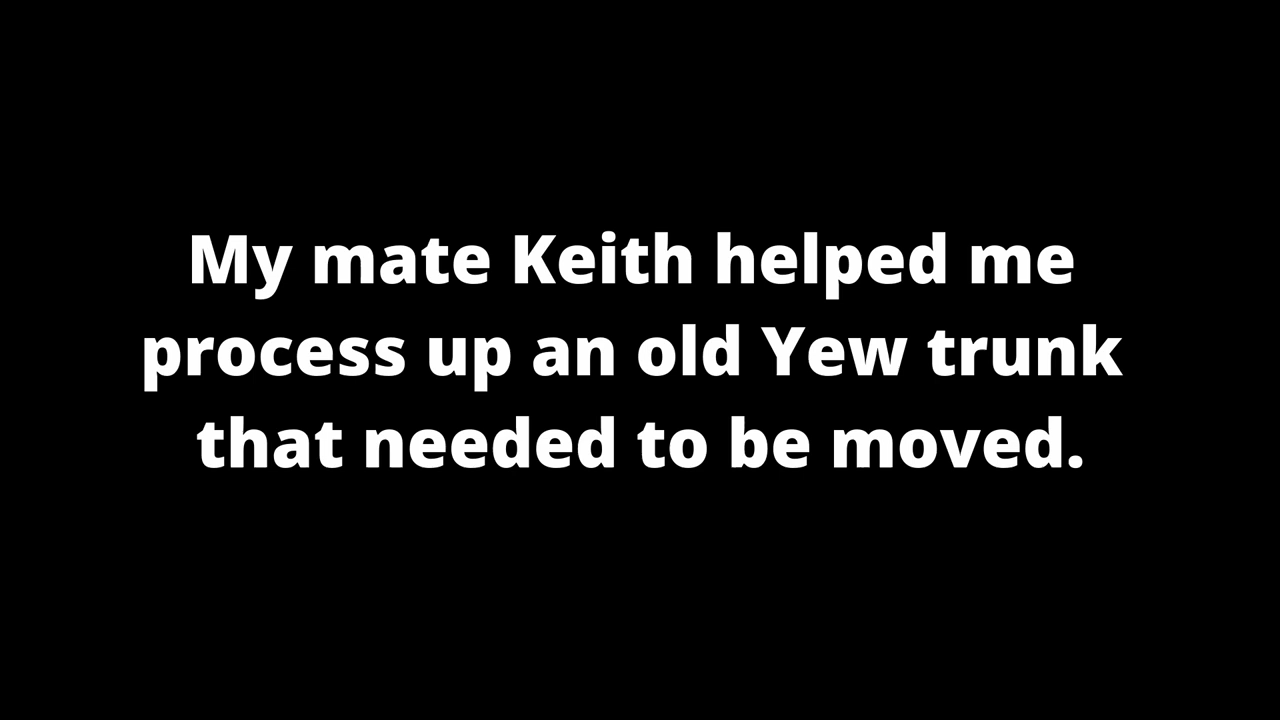 My mate Keith helped me
process up an old Yew trunk
that needed to be moved.